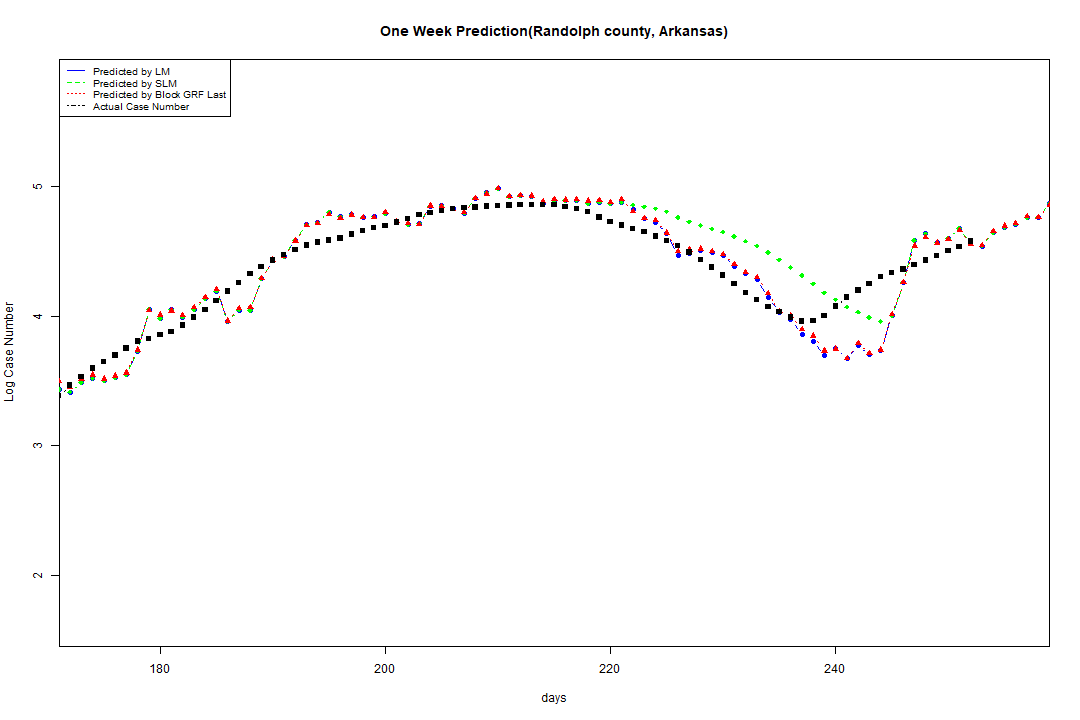 One Week Prediction(Randolph county, Arkansas)
Predicted by LM
Predicted by SLM
Predicted by Block GRF Last
Actual Case Number
5
4
3
2
Log Case Number
180 200 220 240
days